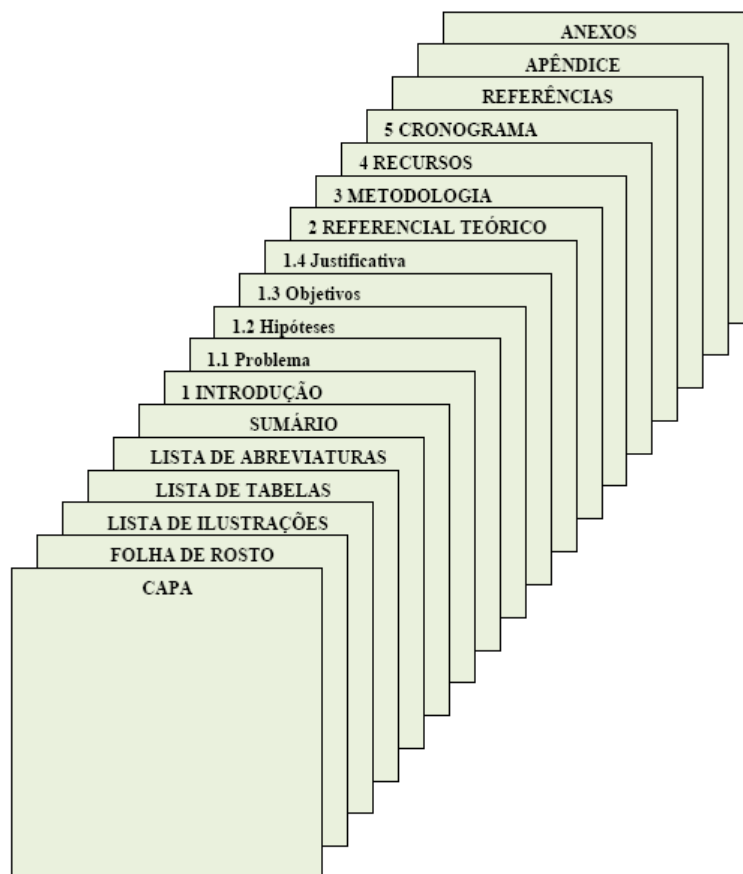 ANEXOS
APÊNDICE
REFERÊNCIAS
5 CRONOGRAMA
4 RECURSOS
3 METODOLOGIA
2 REFERENCIAL TEÓRICO
1.4 Justificativa
1.3 Objetivos
1.2 Hipóteses
1.1 Problema
1 INTRODUÇÃO
SUMÁRIO
LISTA DE ABREVIATURAS
LISTA DE TABELAS
LISTA DE ILUSTRAÇÕES
FOLHA DE ROSTO
CAPA